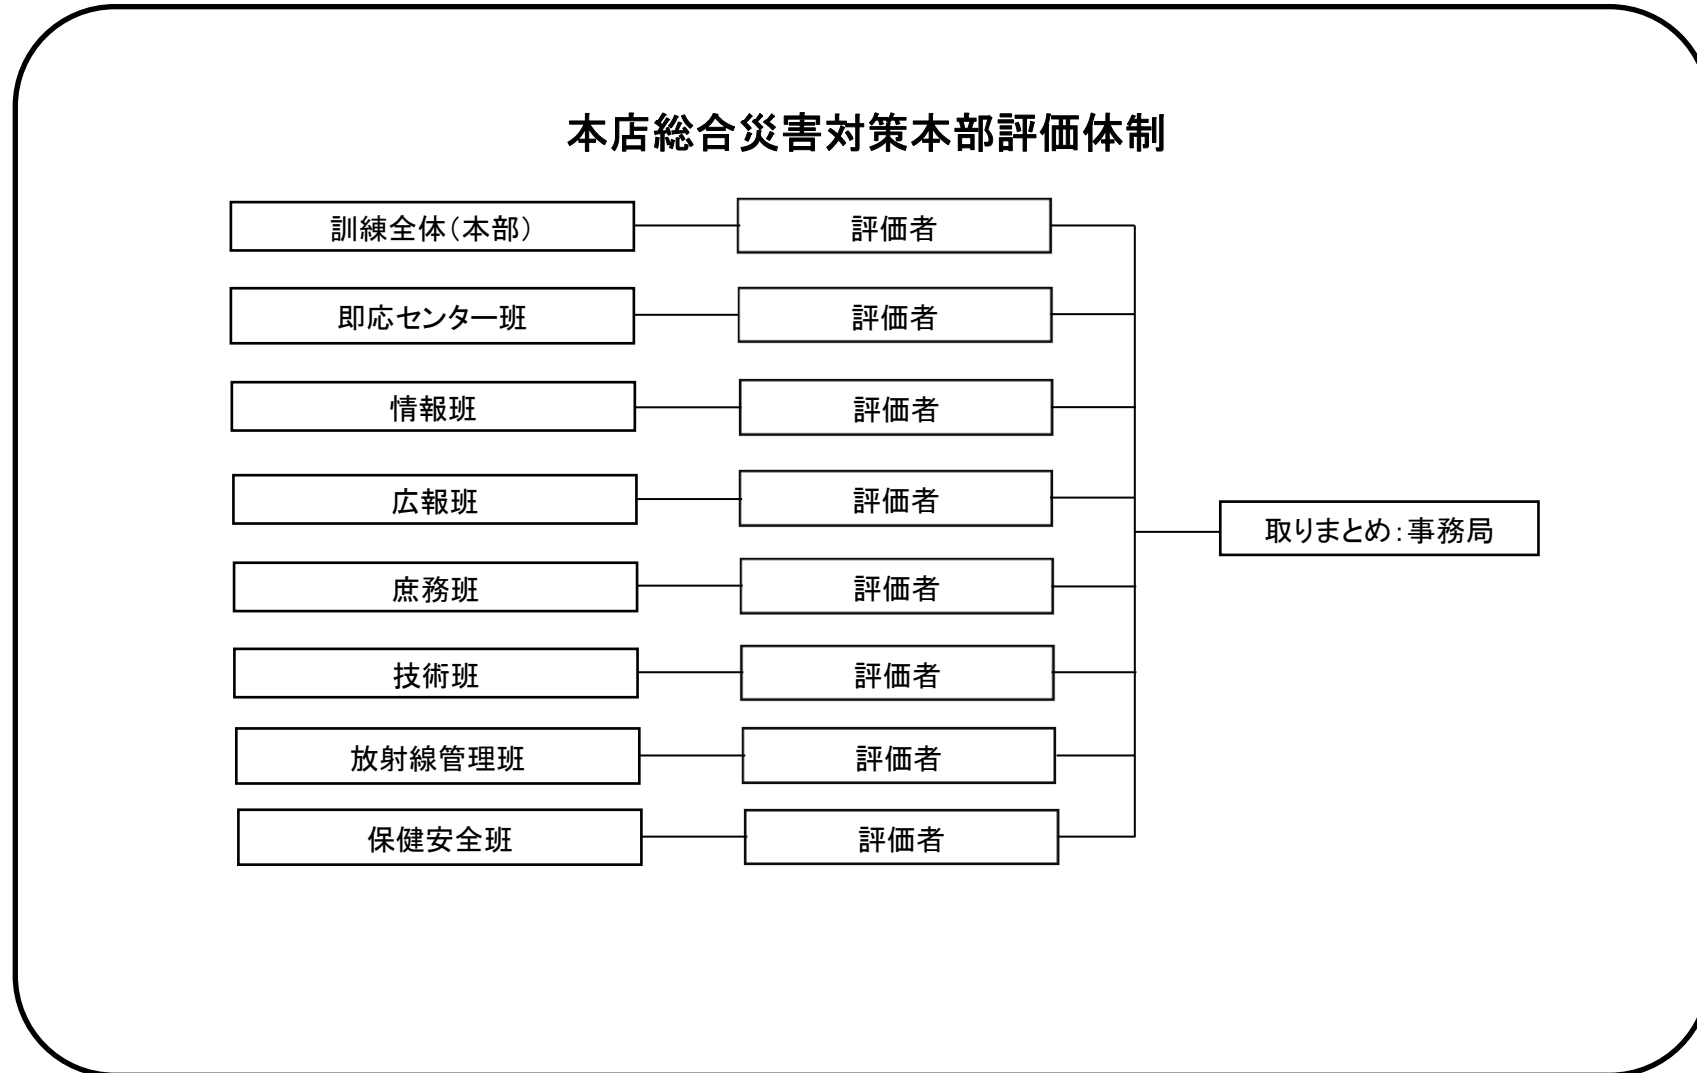 本店総合災害対策本部評価体制
訓練全体（本部）
評価者
即応センター班
評価者
情報班
評価者
広報班
評価者
取りまとめ：事務局
庶務班
評価者
技術班
評価者
放射線管理班
評価者
保健安全班
評価者